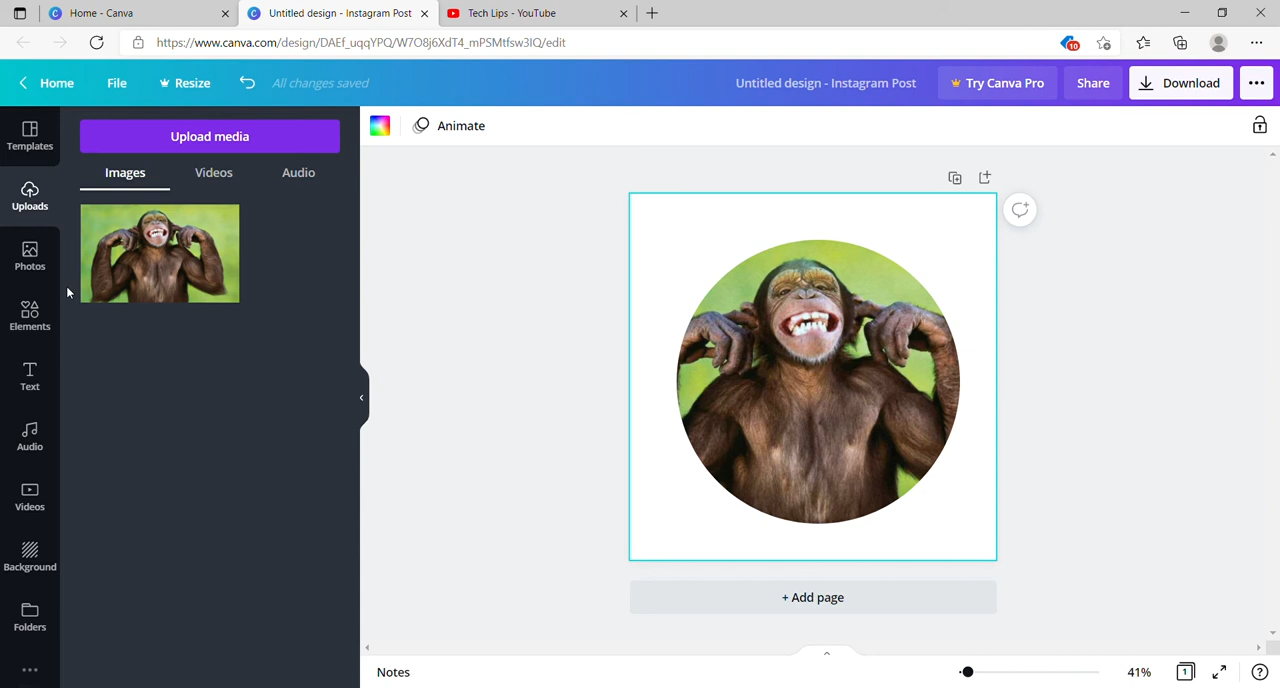 Home - Canva
Untitled design - Instagram Post
Tech Lips - YouTube
https://www.canva.com/design/DAEf_uqqYPQ/W7O8j6XdT4_mPSMtfsw3IQ/edit
10
Home
File
Resize
All changes saved
Untitled design - Instagram Post
Try Canva Pro
Share
Download
Templates
Uploads
Photos
Elements
Text
Audio
Videos
Background
Folders
Upload media
Images
Videos
Audio
Animate
+ Add page
Notes
41%
1